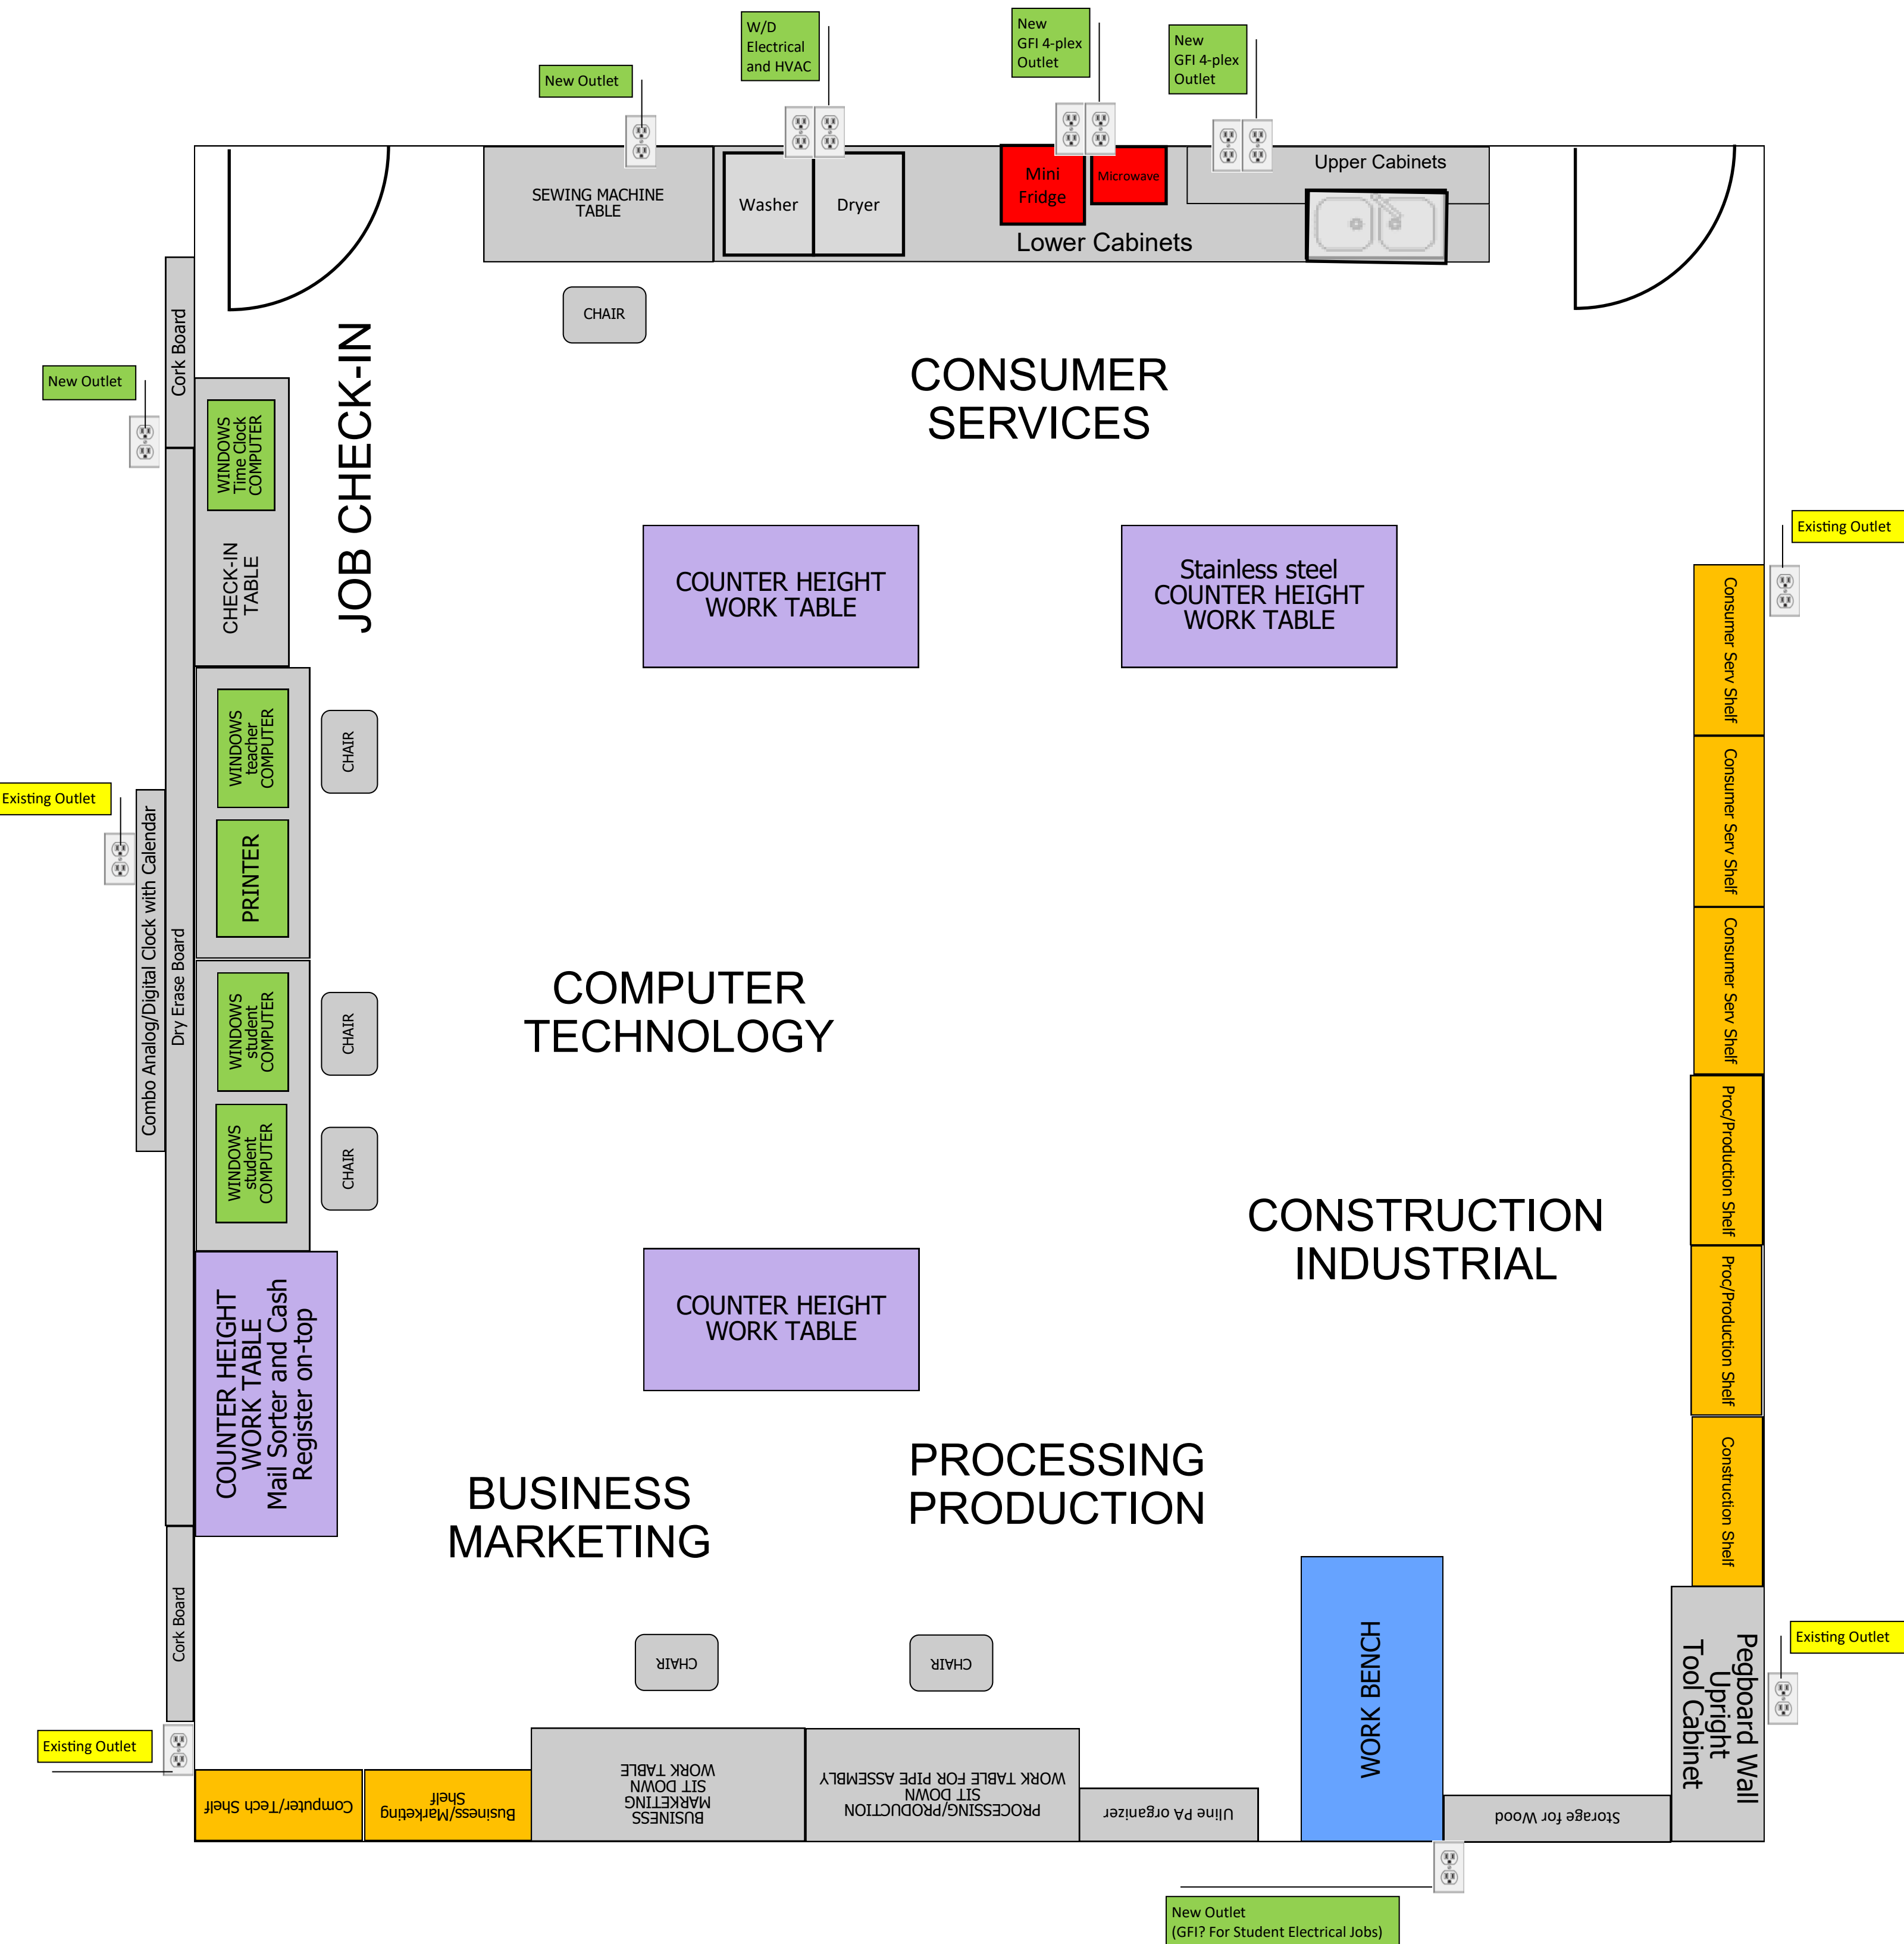 W/D
Electrical
and HVAC
New
GFI 4-plex
Outlet
New
GFI 4-plex
Outlet
New Outlet
SEWING MACHINE
TABLE
Washer
Dryer
Mini
Fridge
Microwave
Upper Cabinets
Lower Cabinets
CHAIR
Cork Board
New Outlet
WINDOWS
Time Clock
COMPUTER
JOB CHECK-IN
CONSUMER
SERVICES
CHECK-IN
TABLE
COUNTER HEIGHT
WORK TABLE
Stainless steel
COUNTER HEIGHT
WORK TABLE
Existing Outlet
Consumer Serv Shelf
WINDOWS
teacher
COMPUTER
CHAIR
Consumer Serv Shelf
Existing Outlet
PRINTER
Combo Analog/Digital Clock with Calendar
Dry Erase Board
Consumer Serv Shelf
WINDOWS
student
COMPUTER
CHAIR
COMPUTER
TECHNOLOGY
WINDOWS
student
COMPUTER
CHAIR
Proc/Production Shelf
CONSTRUCTION
INDUSTRIAL
Proc/Production Shelf
COUNTER HEIGHT
WORK TABLE
COUNTER HEIGHT
WORK TABLE
Mail Sorter and Cash
Register on-top
BUSINESS
MARKETING
PROCESSING
PRODUCTION
Construction Shelf
Cork Board
CHAIR
CHAIR
WORK BENCH
Pegboard Wall
Upright
Tool Cabinet
Existing Outlet
Existing Outlet
Computer/Tech Shelf
Business/Marketing
Shelf
BUSINESS
MARKETING
SIT DOWN
WORK TABLE
PROCESSING/PRODUCTION
SIT DOWN
WORK TABLE FOR PIPE ASSEMBLY
Uline PA organizer
Storage for Wood
New Outlet
(GFI? For Student Electrical Jobs)